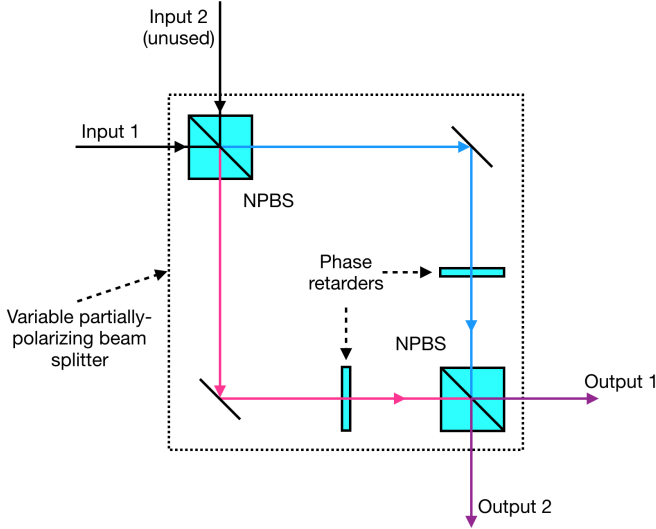 Input 2
(unused)
Input 1
NPBS
Phase
retarders
Variable partially-
polarizing beam
splitter
NPBS
Output 1
Output 2